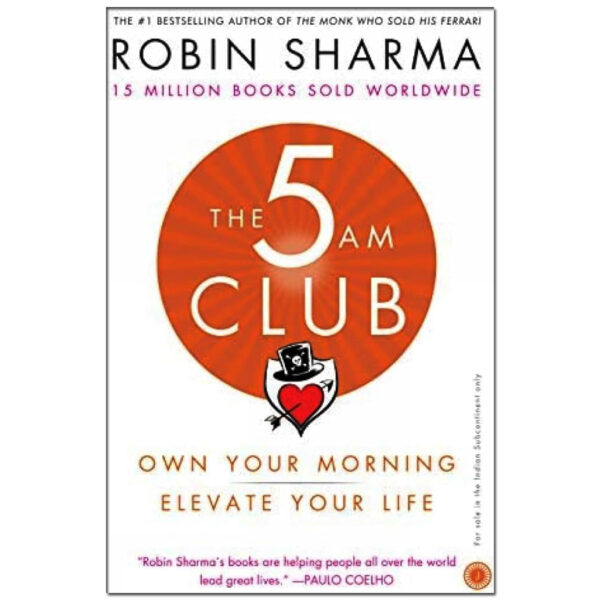 THE #1 BESTSELLING AUTHOR OF THE MONK WHO SOLD HIS FERRARI
ROBIN SHARMA
15 MILLION BOOKS SOLD WORLDWIDE
THE 5 AM
CLUB
OWN YOUR MORNING
ELEVATE YOUR LIFE
For sale in the Indian Subcontinent only
"Robin Sharma's books are helping people all over the world
lead great lives." —PAULO COELHO
J